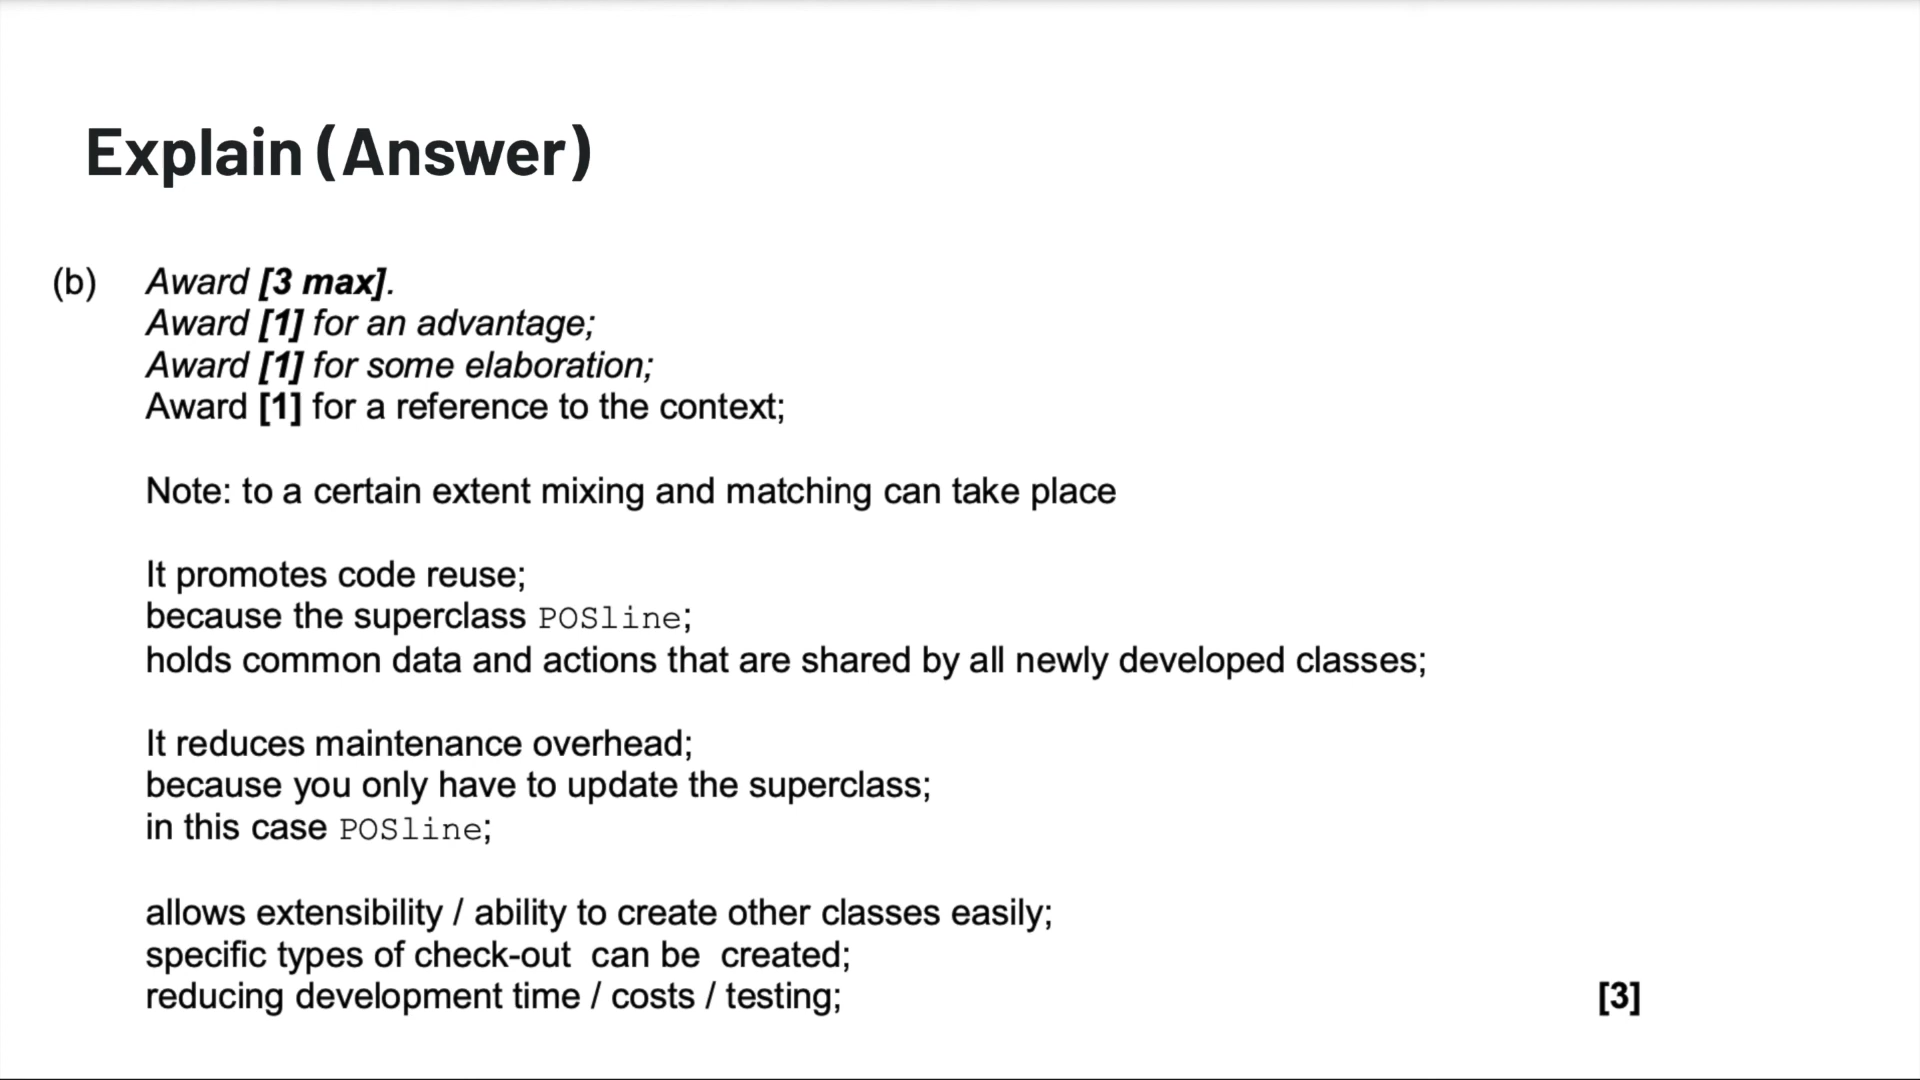 Explain (Answer)
(b) Award [3 max].
Award [1] for an advantage;
Award [1] for some elaboration;
Award [1] for a reference to the context;
Note: to a certain extent mixing and matching can take place
It promotes code reuse;
because the superclass POSline;
holds common data and actions that are shared by all newly developed classes;
It reduces maintenance overhead;
because you only have to update the superclass;
in this case POSline;
allows extensibility / ability to create other classes easily;
specific types of check-out can be created;
reducing development time / costs / testing; [3]